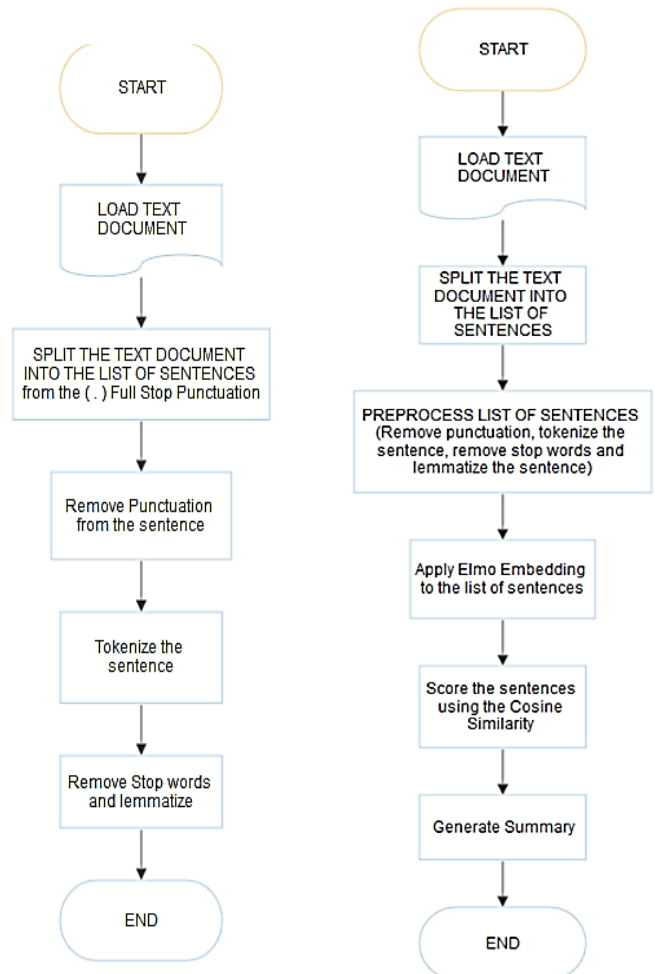 START
LOAD TEXT
DOCUMENT
SPLIT THE TEXT DOCUMENT
INTO THE LIST OF SENTENCES
from the ( . ) Full Stop Punctuation
Remove Punctuation
from the sentence
Tokenize the
sentence
Remove Stop words
and lemmatize
END
START
LOAD TEXT
DOCUMENT
SPLIT THE TEXT
DOCUMENT INTO
THE LIST OF
SENTENCES
PREPROCESS LIST OF SENTENCES
(Remove punctuation, tokenize the
sentence, remove stop words and
lemmatize the sentence)
Apply Elmo Embedding
to the list of sentences
Score the sentences
using the Cosine
Similarity
Generate Summary
END